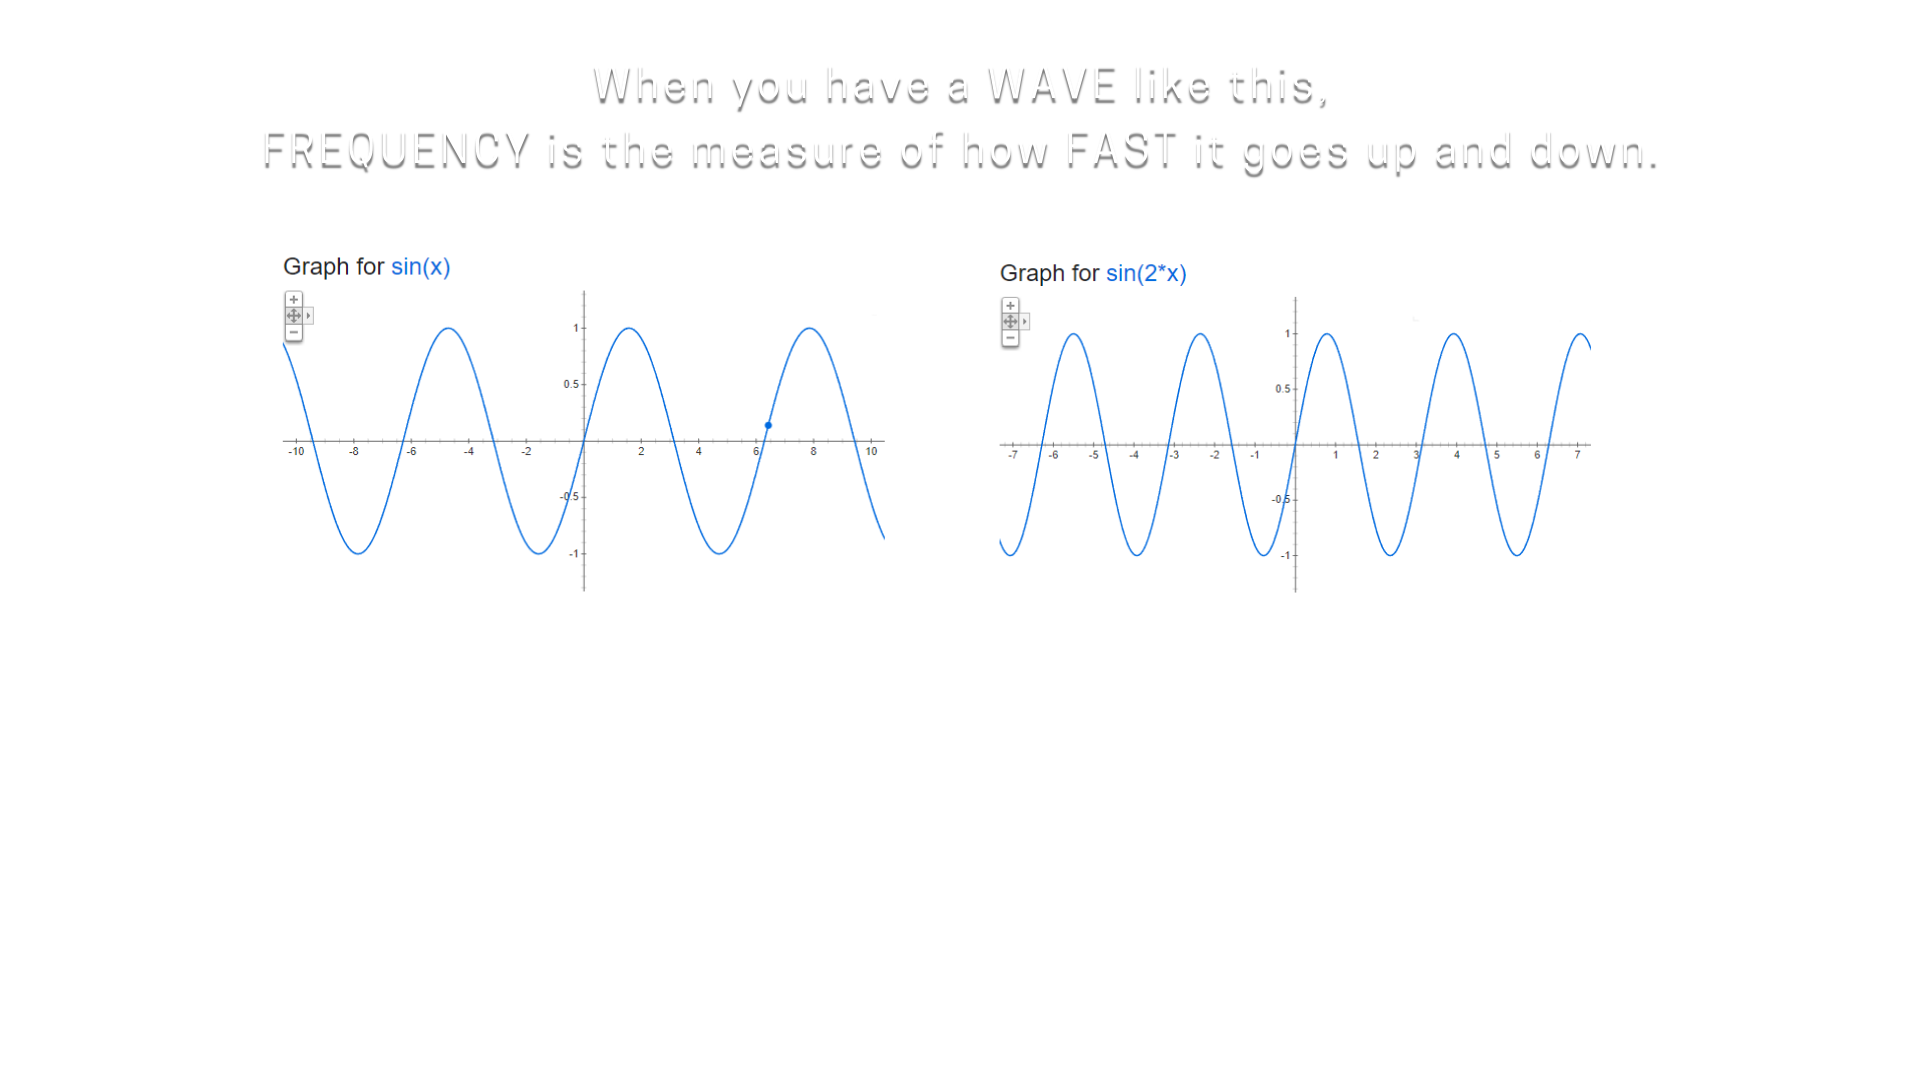 When you have a WAVE like this,
FREQUENCY is the measure of how FAST it goes up and down.
Graph for sin(x)
1
0.5
-0.5
-1
-10 -8 -6 -4 -2 2 4 6 8 10
Graph for sin(2*x)
1
0.5
-0.5
-1
-7 -6 -5 -4 -3 -2 -1 1 2 3 4 5 6 7